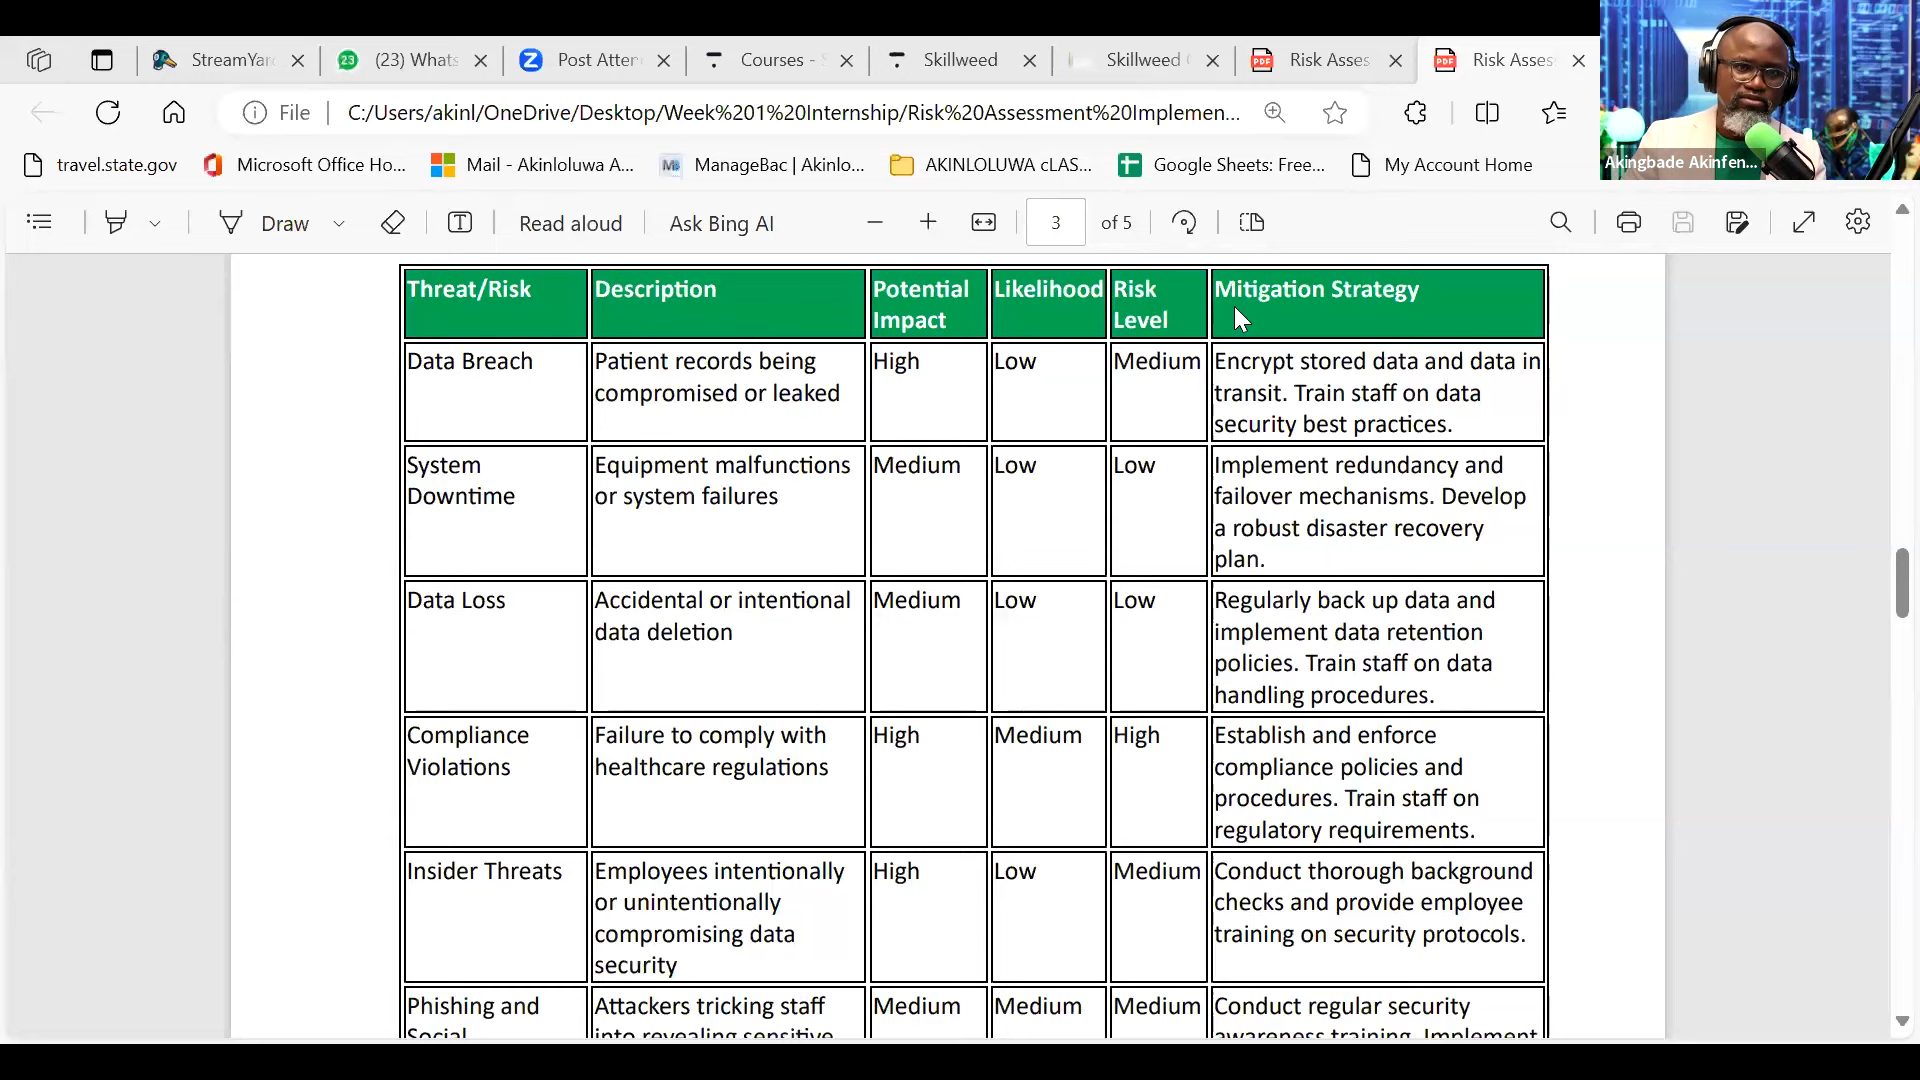 StreamYar
(23) Whats
Post Atten
Courses - S
Skillweed
Skillweed
Risk Asses
Risk Asses
File
C:/Users/akinl/OneDrive/Desktop/Week%201%20Internship/Risk%20Assessment%20Implemen...
Akingbade Akinfen...
travel.state.gov
Microsoft Office Ho...
Mail - Akinloluwa A...
ManageBac | Akinlo...
AKINLOLUWA cLAS...
Google Sheets: Free...
My Account Home
Draw
Read aloud
Ask Bing AI
3
of 5
Threat/Risk
Description
Potential
Impact
Likelihood
Risk
Level
Mitigation Strategy
Data Breach
Patient records being
compromised or leaked
High
Low
Medium
Encrypt stored data and data in
transit. Train staff on data
security best practices.
System
Downtime
Equipment malfunctions
or system failures
Medium
Low
Low
Implement redundancy and
failover mechanisms. Develop
a robust disaster recovery
plan.
Data Loss
Accidental or intentional
data deletion
Medium
Low
Low
Regularly back up data and
implement data retention
policies. Train staff on data
handling procedures.
Compliance
Violations
Failure to comply with
healthcare regulations
High
Medium
High
Establish and enforce
compliance policies and
procedures. Train staff on
regulatory requirements.
Insider Threats
Employees intentionally
or unintentionally
compromising data
security
High
Low
Medium
Conduct thorough background
checks and provide employee
training on security protocols.
Phishing and
Social
Attackers tricking staff
into revealing sensitive
Medium
Medium
Medium
Conduct regular security
awareness training. Implement